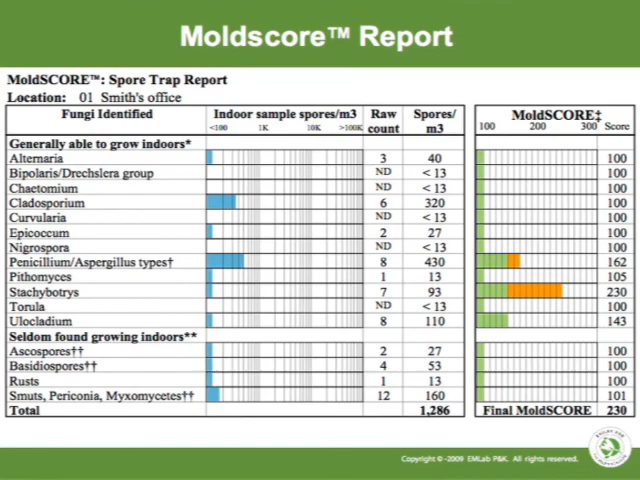 Moldscore™ Report
MoldSCORE™: Spore Trap Report
Location: 01 Smith's office
Fungi Identified Indoor sample spores/m3 Raw count Spores/ m3 MoldSCORE‡
<100 1K 10K >100K 100 200 300 Score
Generally able to grow indoors*
Alternaria 3 40 100
Bipolaris/Drechslera group ND < 13 100
Chaetomium ND < 13 100
Cladosporium 6 320 100
Curvularia ND < 13 100
Epicoccum 2 27 100
Nigrospora ND < 13 100
Penicillium/Aspergillus types† 8 430 162
Pithomyces 1 13 105
Stachybotrys 7 93 230
Torula ND < 13 100
Ulocladium 8 110 143
Seldom found growing indoors**
Ascospores†† 2 27 100
Basidiospores†† 4 53 100
Rusts 1 13 100
Smuts, Periconia, Myxomycetes†† 12 160 101
Total 1,286 Final MoldSCORE 230
Copyright © -2009 EMLab P&K. All rights reserved.